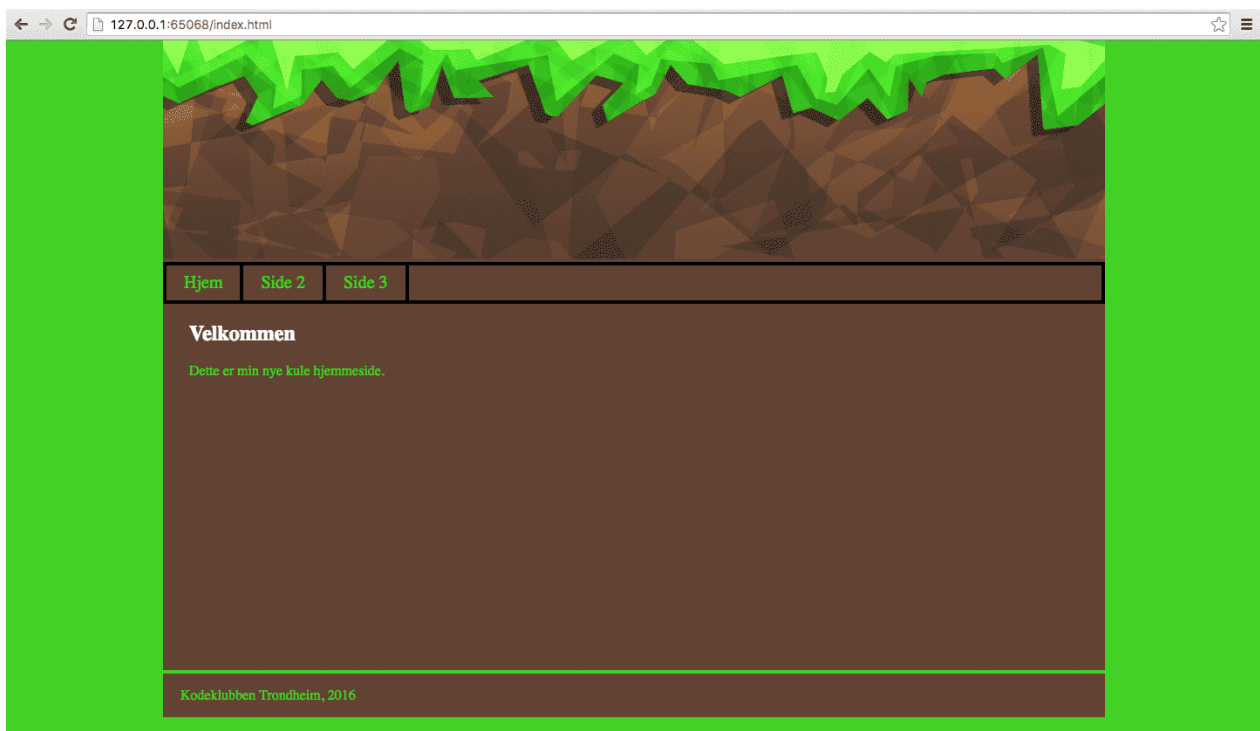 127.0.0.1:65068/index.html
Hjem Side 2 Side 3
Velkommen
Dette er min nye kule hjemmeside.
Kodeklubben Trondheim, 2016